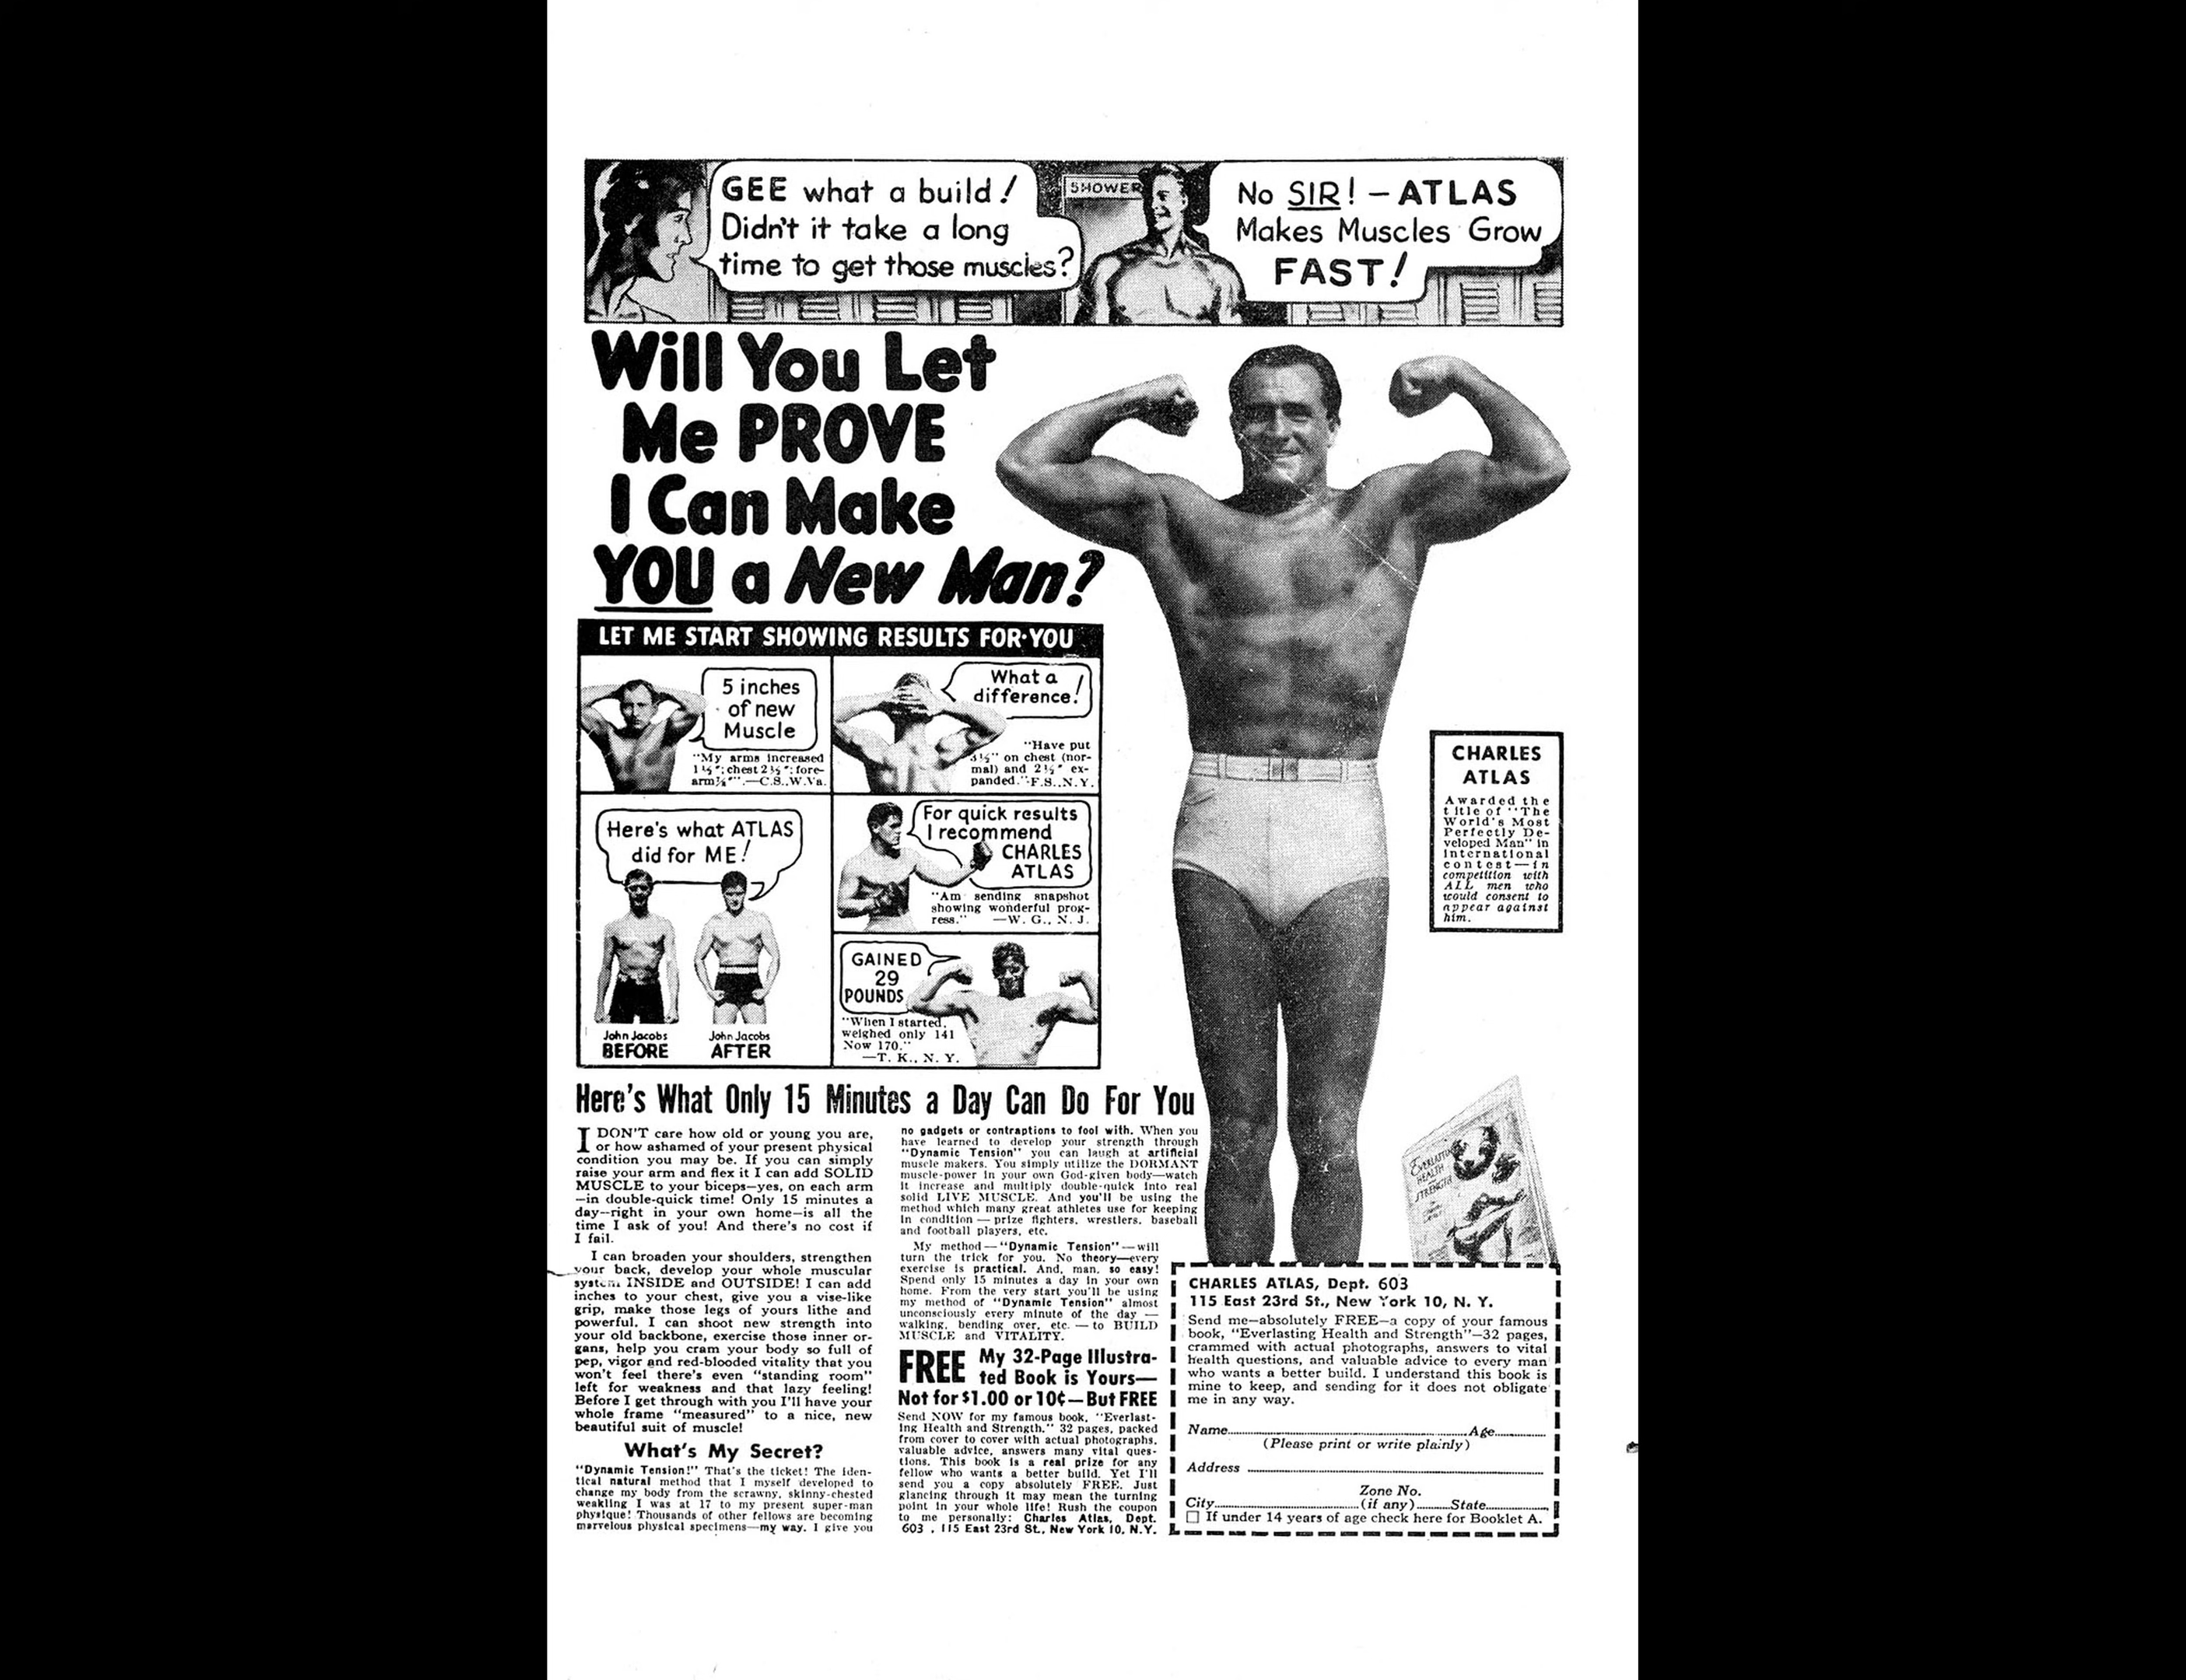 GEE what a build!
Didn't it take a long
time to get those muscles?
SHOWER
No SIR! – ATLAS
Makes Muscles Grow
FAST!
Will You Let
Me PROVE
I Can Make
YOU a New Man?
LET ME START SHOWING RESULTS FOR·YOU
5 inches
of new
Muscle
"My arms increased
1½"; chest 2½"; fore-
arm ⅞"".—C.S., W.Va.
What a
difference!
"Have put
3½" on chest (nor-
mal) and 2½" ex-
panded."-F.S., N.Y.
Here's what ATLAS
did for ME!
John Jacobs
BEFORE
John Jacobs
AFTER
For quick results
I recommend
CHARLES
ATLAS
"Am sending snapshot
showing wonderful prog-
ress." —W. G., N. J.
GAINED
29
POUNDS
"When I started,
weighed only 141
Now 170."
—T. K., N. Y.
CHARLES
ATLAS
Awarded the
title of "The
World's Most
Perfectly De-
veloped Man" in
international
contest—in
competition with
ALL men who
would consent to
appear against
him.
Here's What Only 15 Minutes a Day Can Do For You
I DON'T care how old or young you are,
or how ashamed of your present physical
condition you may be. If you can simply
raise your arm and flex it I can add SOLID
MUSCLE to your biceps—yes, on each arm
—in double-quick time! Only 15 minutes a
day—right in your own home—is all the
time I ask of you! And there's no cost if
I fail.
I can broaden your shoulders, strengthen
your back, develop your whole muscular
system INSIDE and OUTSIDE! I can add
inches to your chest, give you a vise-like
grip, make those legs of yours lithe and
powerful. I can shoot new strength into
your old backbone, exercise those inner or-
gans, help you cram your body so full of
pep, vigor and red-blooded vitality that you
won't feel there's even "standing room"
left for weakness and that lazy feeling!
Before I get through with you I'll have your
whole frame "measured" to a nice, new
beautiful suit of muscle!
What's My Secret?
"Dynamic Tension!" That's the ticket! The iden-
tical natural method that I myself developed to
change my body from the scrawny, skinny-chested
weakling I was at 17 to my present super-man
physique! Thousands of other fellows are becoming
marvelous physical specimens—my way. I give you
no gadgets or contraptions to fool with. When you
have learned to develop your strength through
"Dynamic Tension" you can laugh at artificial
muscle makers. You simply utilize the DORMANT
muscle-power in your own God-given body—watch
it increase and multiply double-quick into real
solid LIVE MUSCLE. And you'll be using the
method which many great athletes use for keeping
in condition — prize fighters, wrestlers, baseball
and football players, etc.
My method—"Dynamic Tension"—will
turn the trick for you. No theory—every
exercise is practical. And, man, so easy!
Spend only 15 minutes a day in your own
home. From the very start you'll be using
my method of "Dynamic Tension" almost
unconsciously every minute of the day —
walking, bending over, etc. — to BUILD
MUSCLE and VITALITY.
FREE My 32-Page Illustra-
ted Book is Yours—
Not for $1.00 or 10¢—But FREE
Send NOW for my famous book, "Everlast-
ing Health and Strength." 32 pages, packed
from cover to cover with actual photographs,
valuable advice, answers many vital ques-
tions. This book is a real prize for any
fellow who wants a better build. Yet I'll
send you a copy absolutely FREE. Just
glancing through it may mean the turning
point in your whole life! Rush the coupon
to me personally: Charles Atlas, Dept.
603 , 115 East 23rd St., New York 10, N.Y.
EVERLASTING
HEALTH
AND
STRENGTH
CHARLES ATLAS, Dept. 603
115 East 23rd St., New York 10, N. Y.
Send me—absolutely FREE—a copy of your famous
book, "Everlasting Health and Strength"—32 pages,
crammed with actual photographs, answers to vital
health questions, and valuable advice to every man
who wants a better build. I understand this book is
mine to keep, and sending for it does not obligate
me in any way.
Name..........Age..........
(Please print or write plainly)
Address ..........
Zone No.
City..........(if any)..........State..........
If under 14 years of age check here for Booklet A.